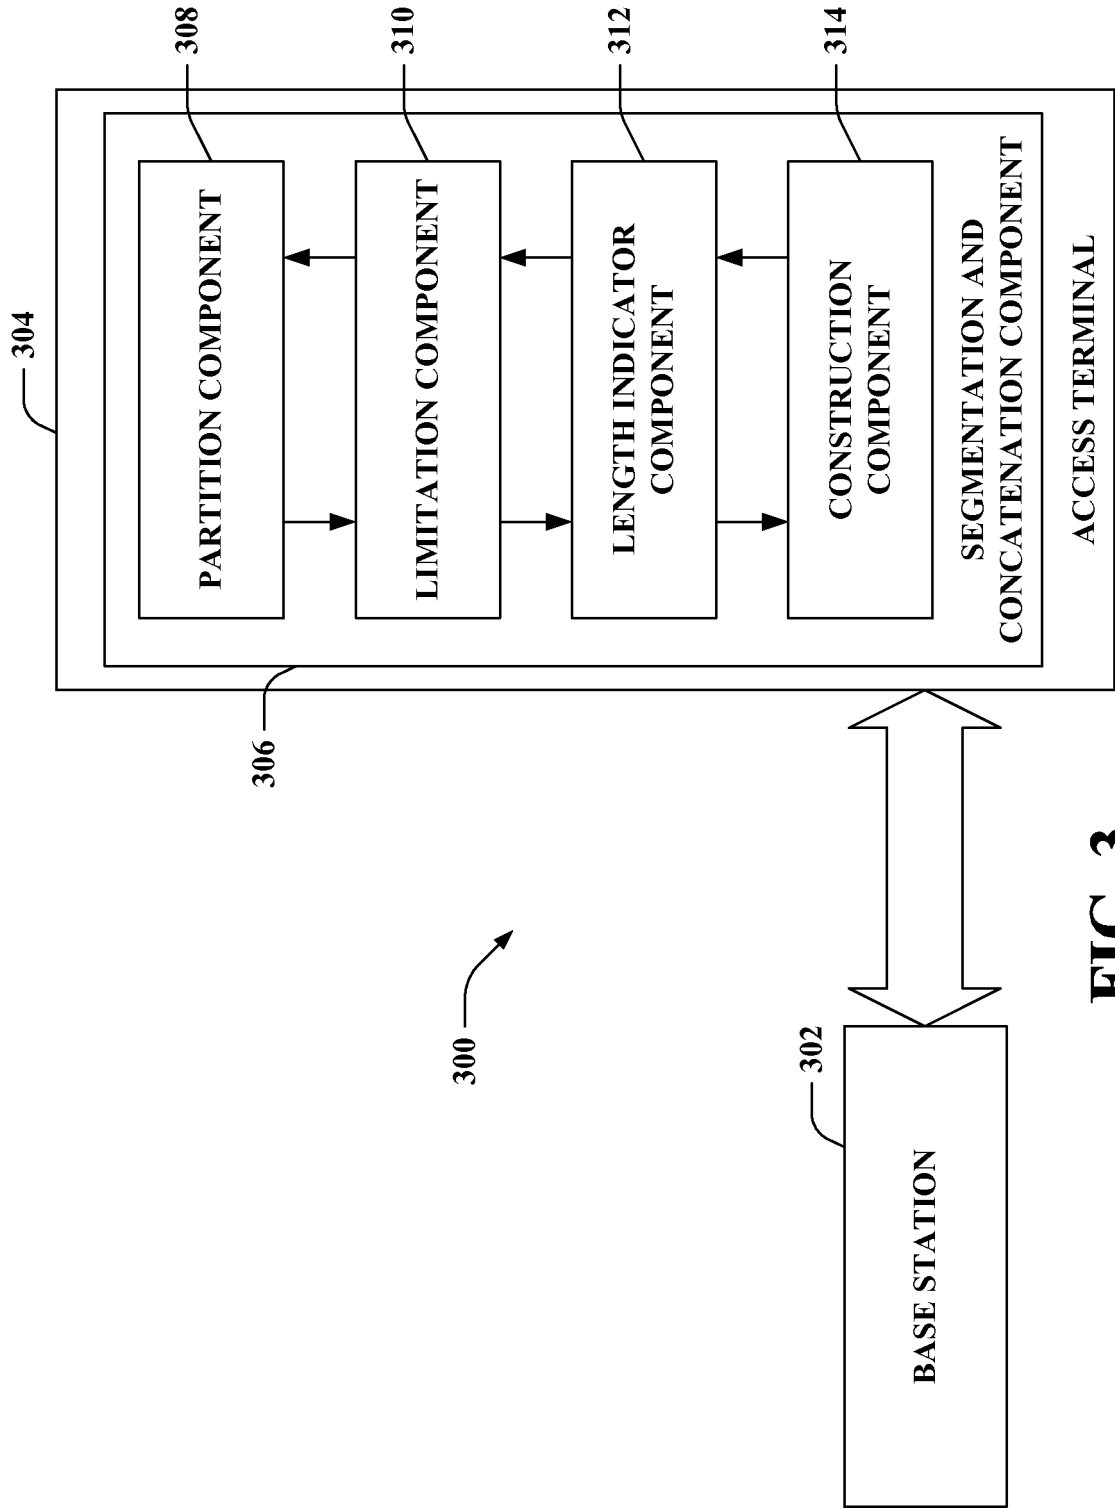 300
302
BASE STATION
304
306
308
PARTITION COMPONENT
310
LIMITATION COMPONENT
312
LENGTH INDICATOR
COMPONENT
314
CONSTRUCTION
COMPONENT
SEGMENTATION AND
CONCATENATION COMPONENT
ACCESS TERMINAL
FIG. 3